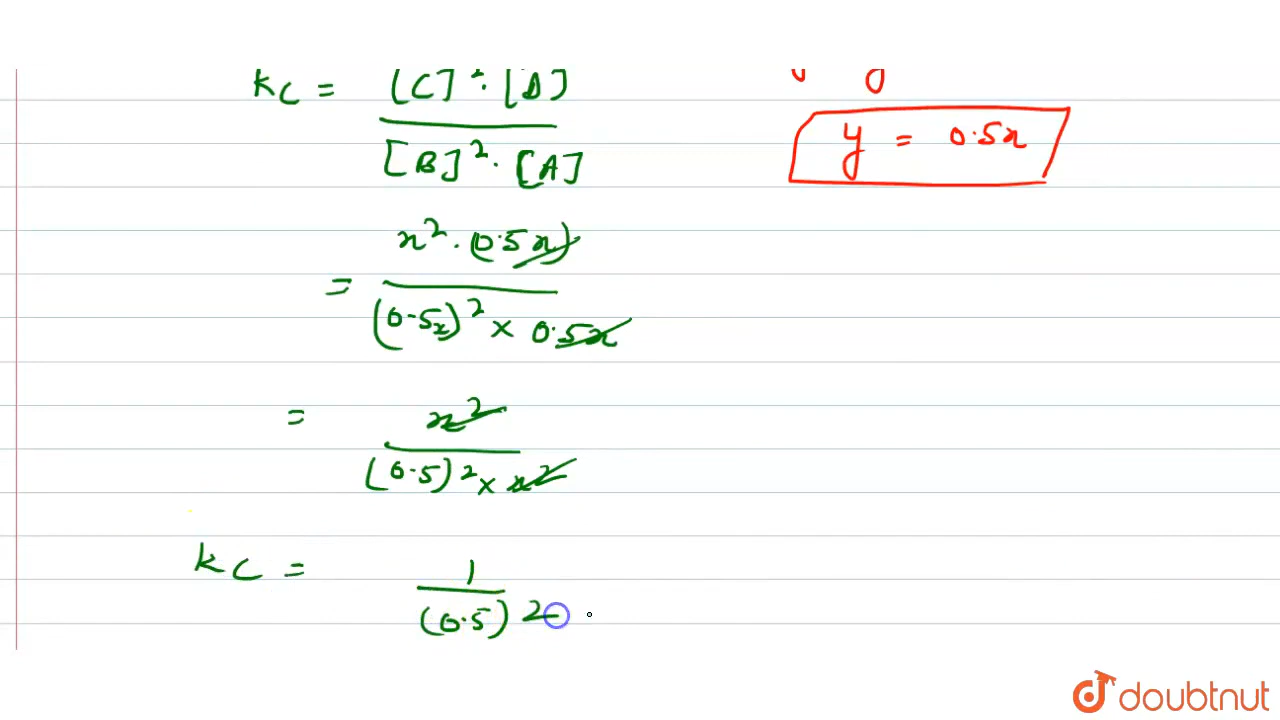 kc = [C]². [D]
[B]². [A]
y = 0.5x
= x². (0.5x)
(0.5x)² × 0.5x
= x²
(0.5)² × x²
kc = 1
(0.5)²
doubtnut